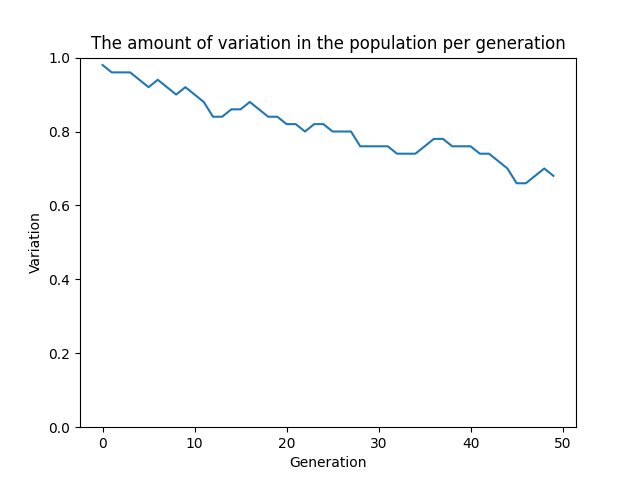 The amount of variation in the population per generation
1.0
0.8
0.6
0.4
0.2
0.0
Variation
0 10 20 30 40 50
Generation